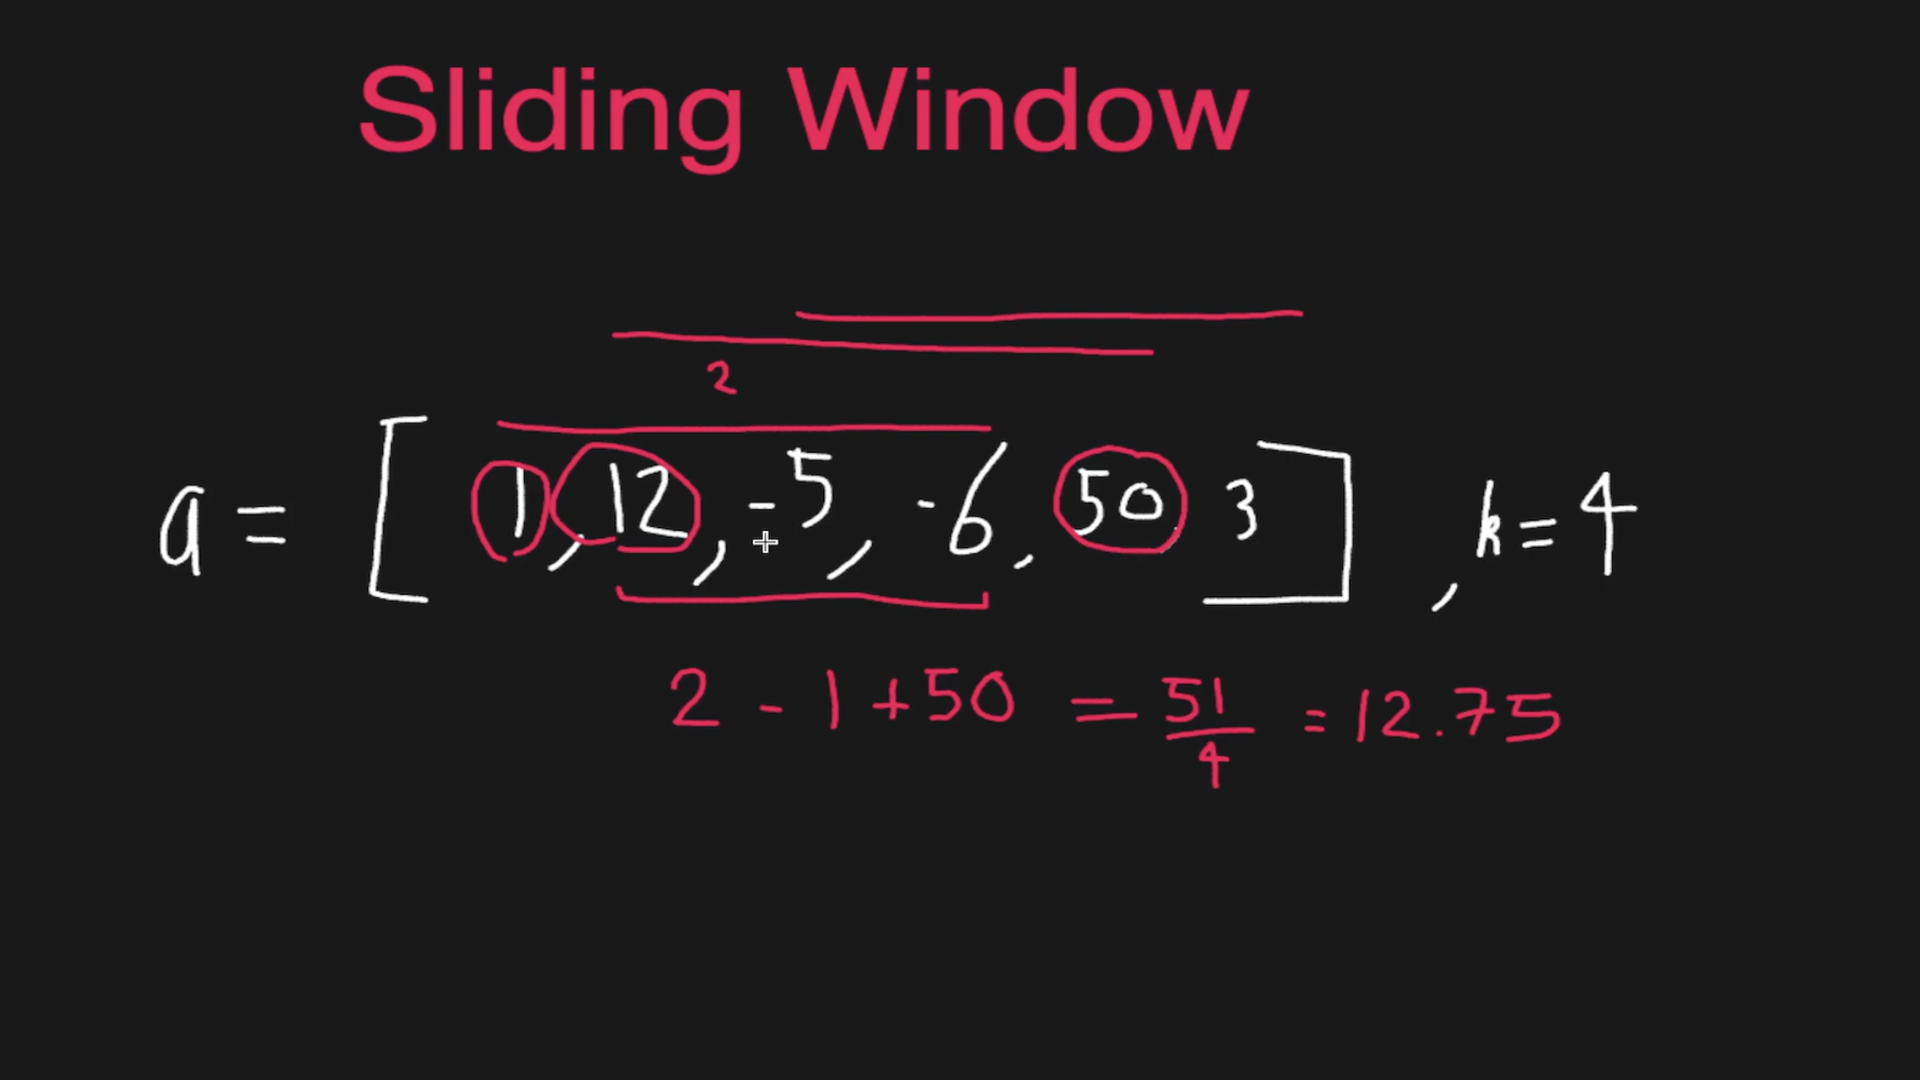 Sliding Window
2
a = [ 1, 12, -5, -6, 50 3 ] , k=4
2 - 1 + 50 = 51/4 = 12.75